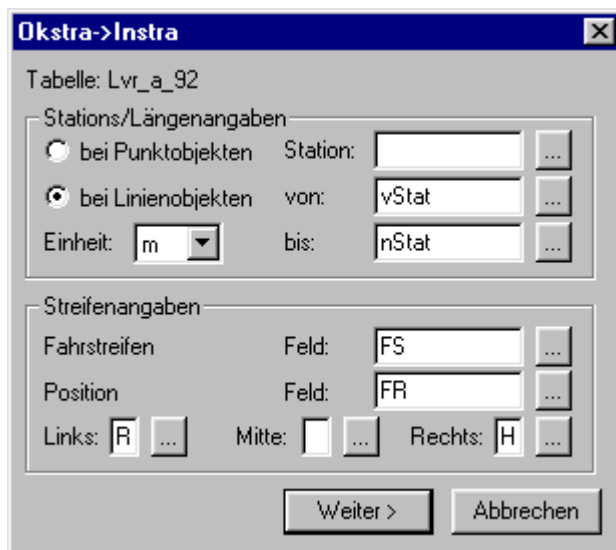 Okstra->Instra
Tabelle: Lvr_a_92
Stations/Längenangaben
bei Punktobjekten Station: ...
bei Linienobjekten von: vStat ...
Einheit: m bis: nStat ...
Streifenangaben
Fahrstreifen Feld: FS ...
Position Feld: FR ...
Links: R ... Mitte: ... Rechts: H ...
Weiter > Abbrechen